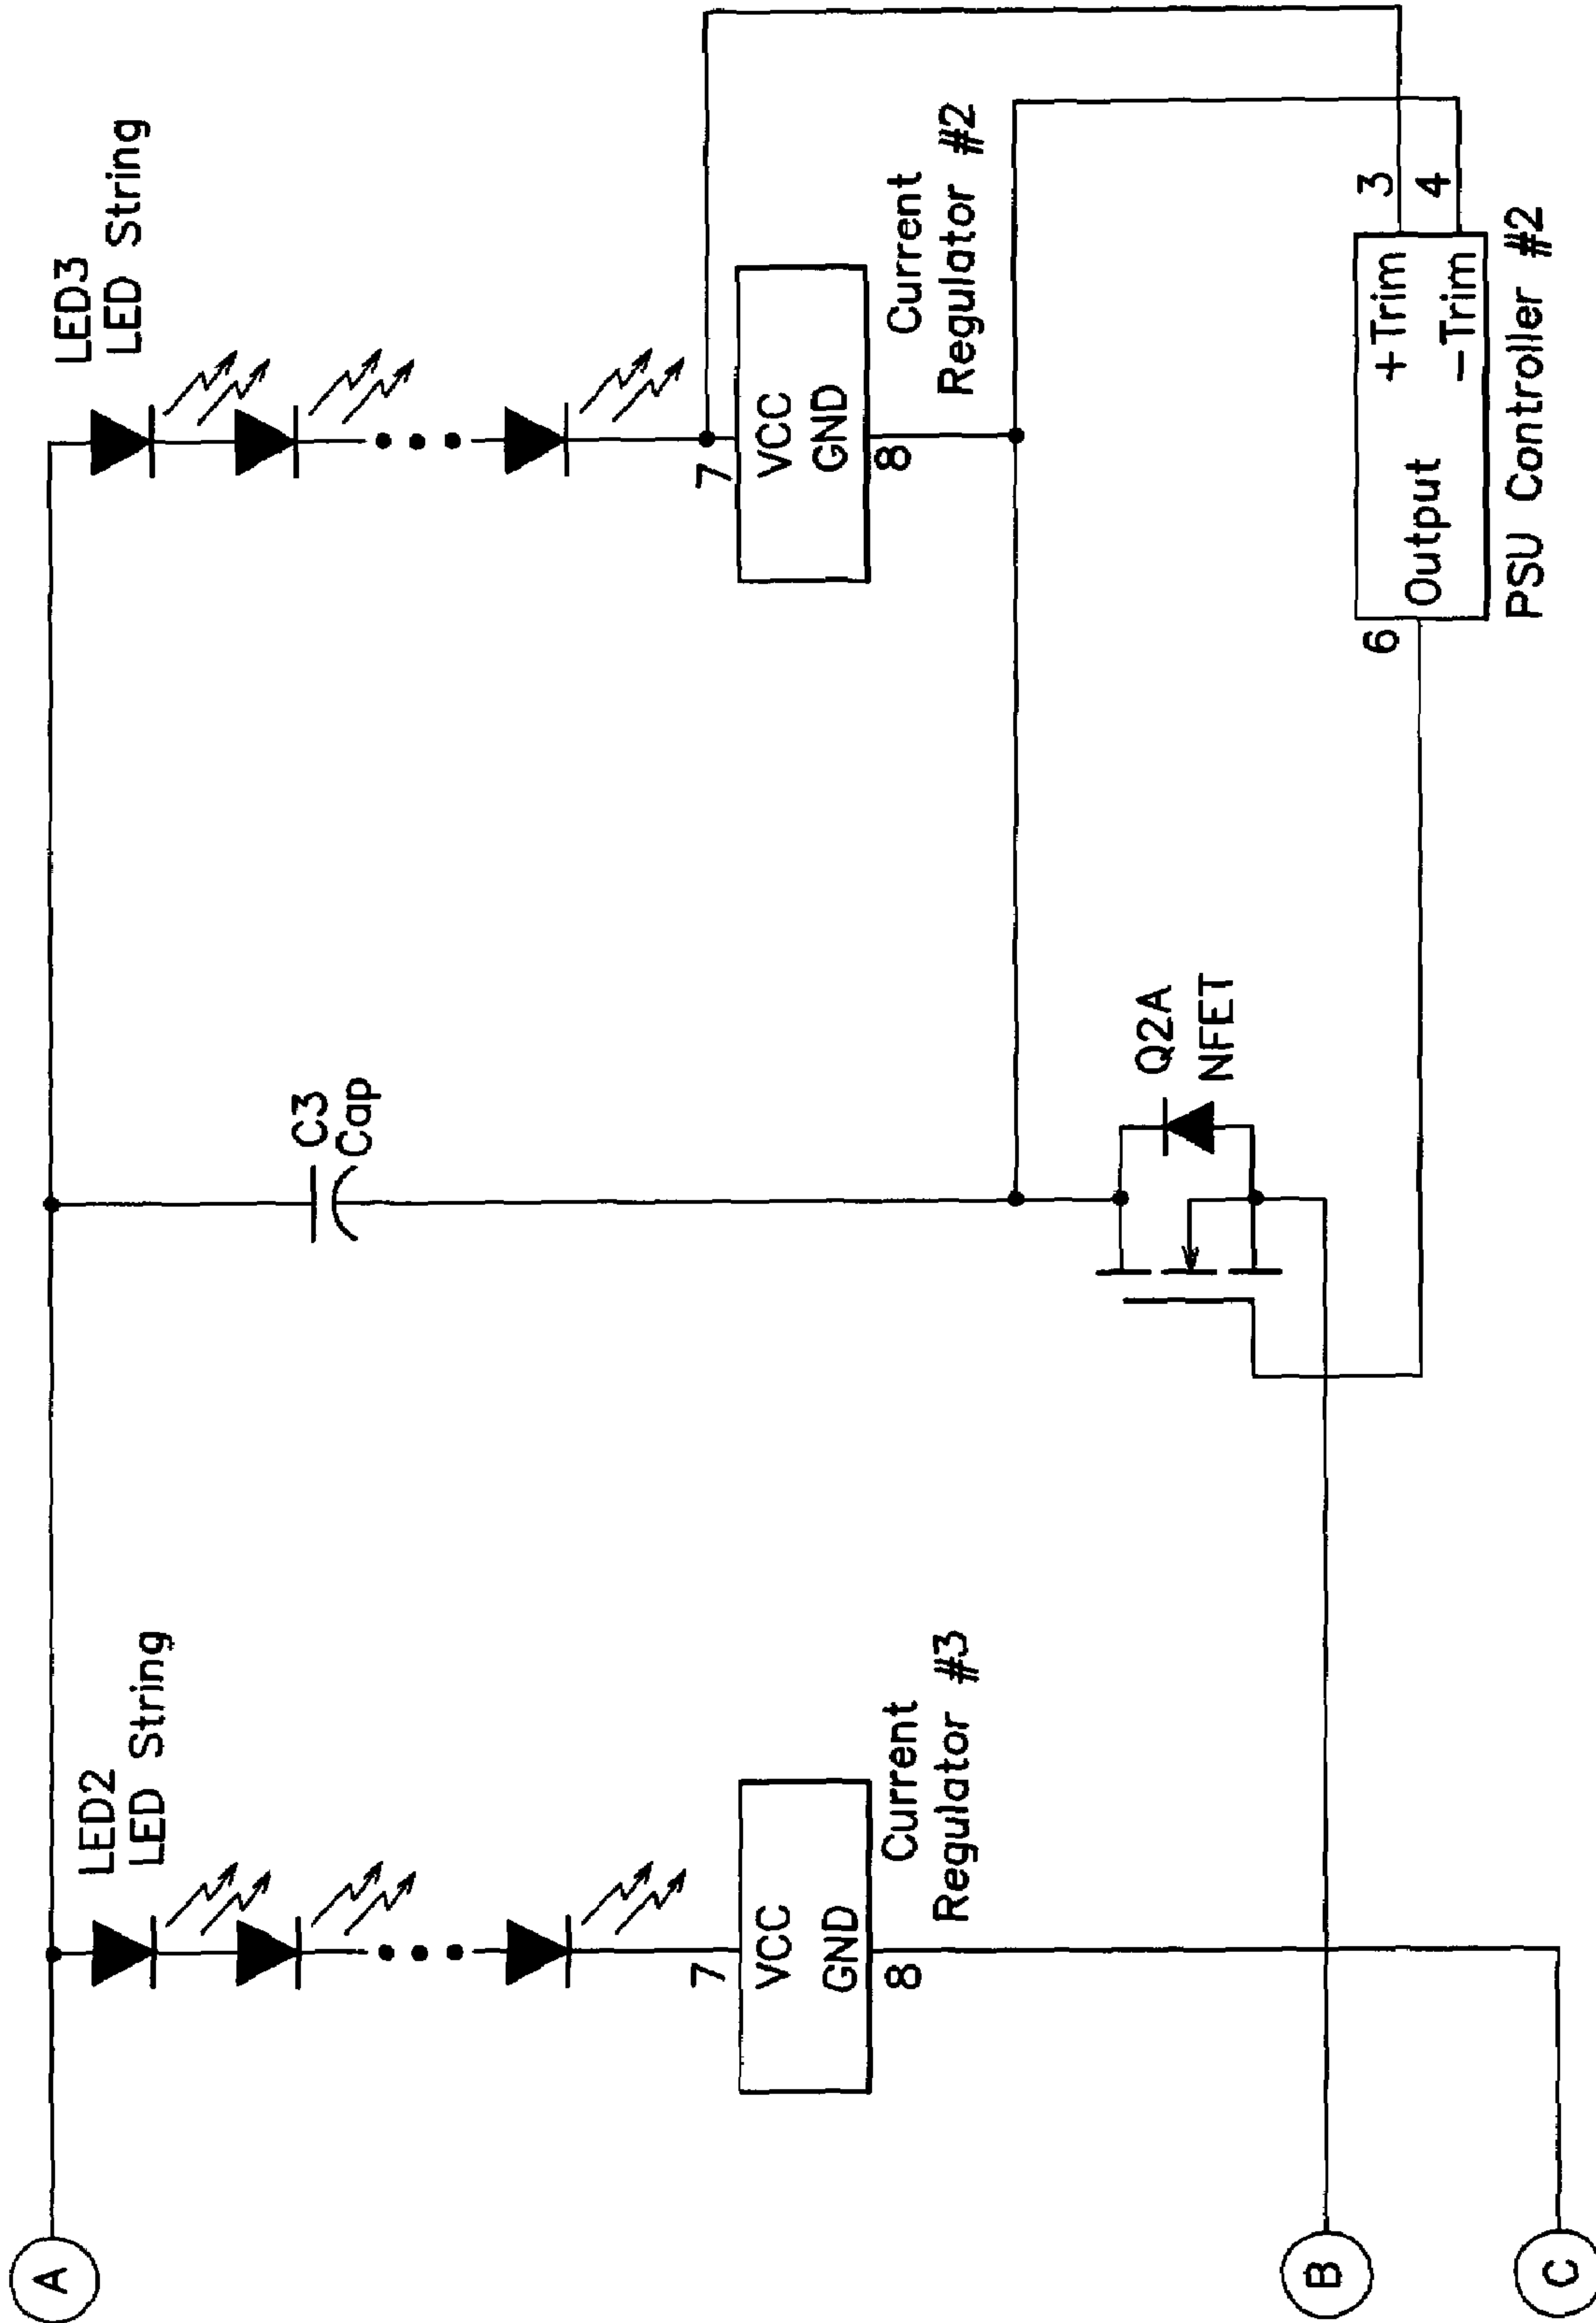 A
LED2
LED String
7
VCC
GND
8
Current
Regulator #3
C3
Cap
LED3
LED String
7
VCC
GND
8
Current
Regulator #2
Q2A
NFET
B
6
Output
+Trim
-Trim
3
4
PSU Controller #2
C